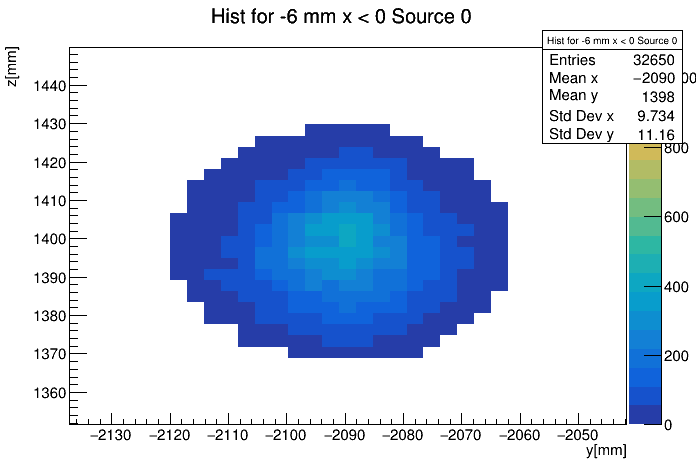 Hist for -6 mm x < 0 Source 0
z[mm]
Hist for -6 mm x < 0 Source 0
Entries 32650
Mean x −2090
Mean y 1398
Std Dev x 9.734
Std Dev y 11.16
1440
1430
1420
1410
1400
1390
1380
1370
1360
800
600
400
200
0
−2130 −2120 −2110 −2100 −2090 −2080 −2070 −2060 −2050
y[mm]